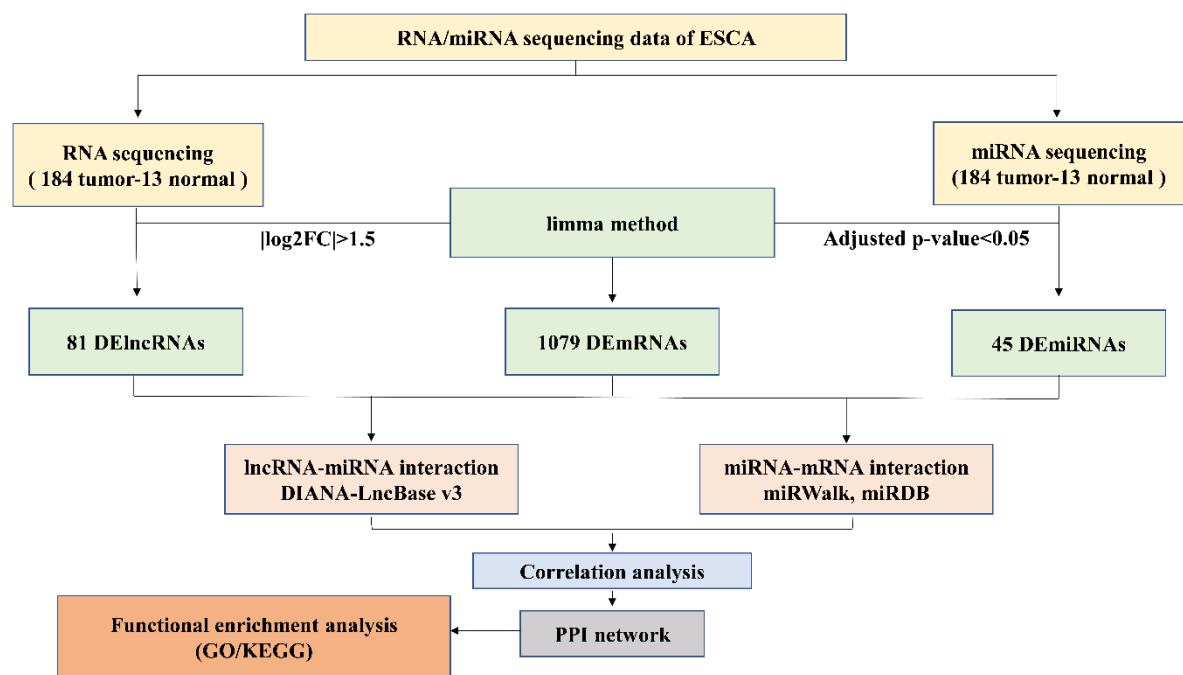 RNA/miRNA sequencing data of ESCA
RNA sequencing
( 184 tumor-13 normal )
miRNA sequencing
(184 tumor-13 normal )
limma method
|log2FC|>1.5
Adjusted p-value<0.05
81 DElncRNAs
1079 DEmRNAs
45 DEmiRNAs
lncRNA-miRNA interaction
DIANA-LncBase v3
miRNA-mRNA interaction
miRWalk, miRDB
Correlation analysis
Functional enrichment analysis
(GO/KEGG)
PPI network